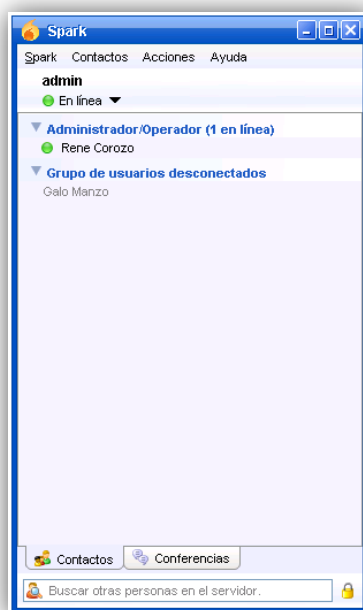 Spark
Spark Contactos Acciones Ayuda
admin
En línea
Administrador/Operador (1 en línea)
Rene Corozo
Grupo de usuarios desconectados
Galo Manzo
Contactos Conferencias
Buscar otras personas en el servidor.